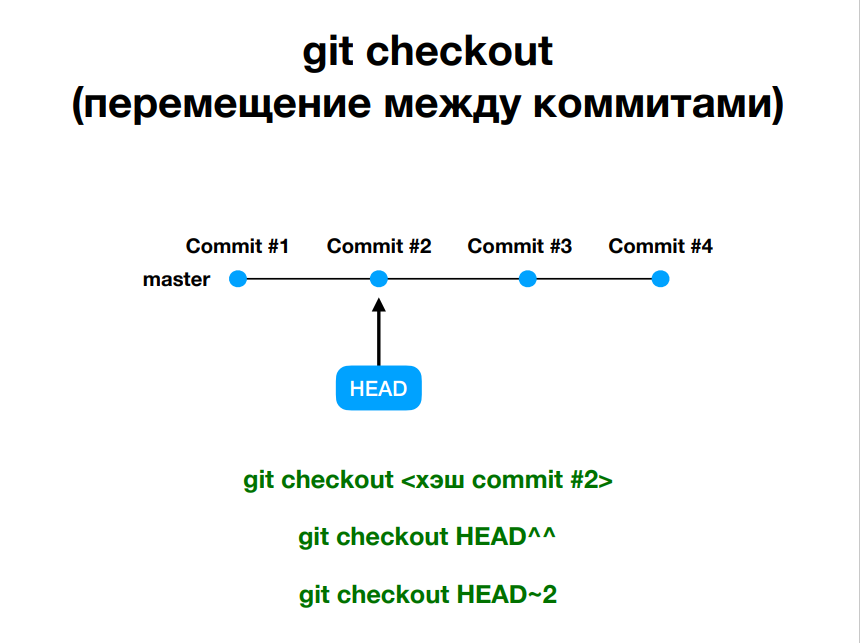 git checkout
(перемещение между коммитами)
Commit #1 Commit #2 Commit #3 Commit #4
master
HEAD
git checkout <хэш commit #2>
git checkout HEAD^^
git checkout HEAD~2